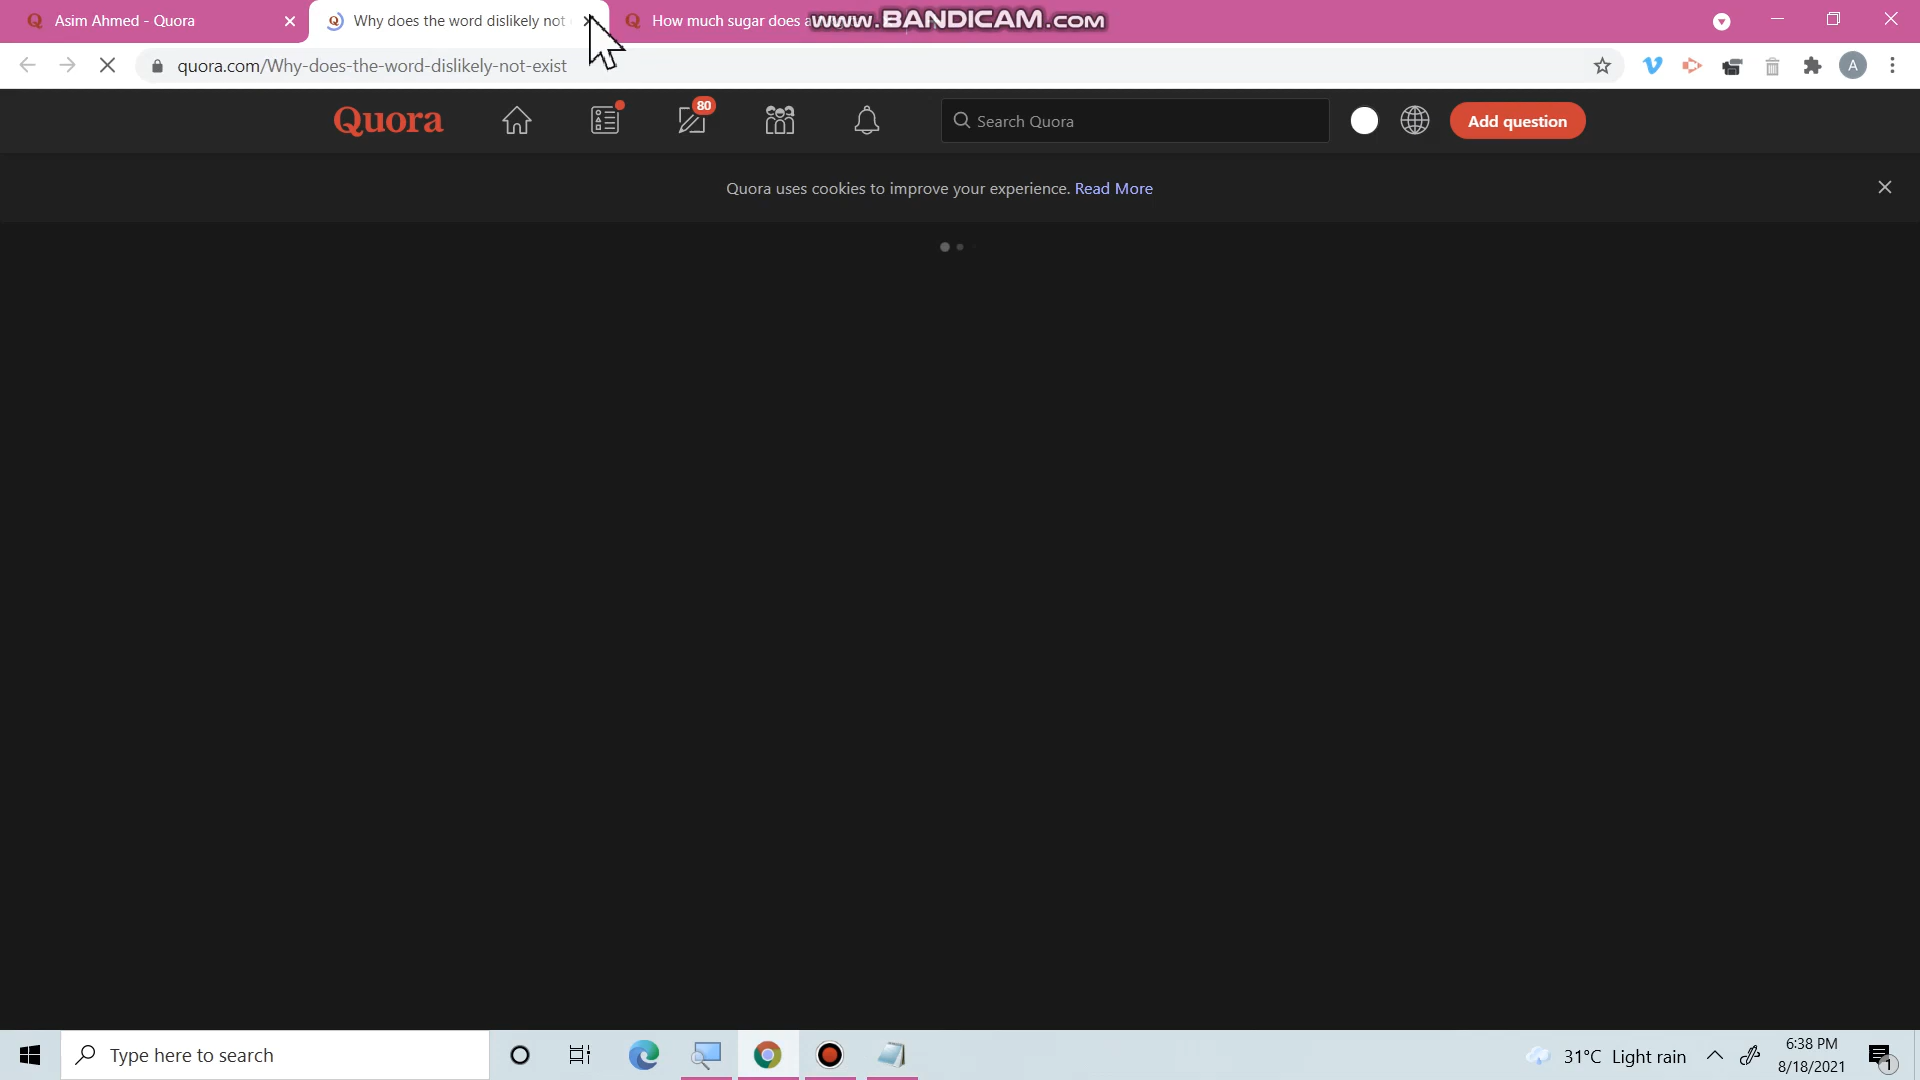 Asim Ahmed - Quora
Why does the word dislikely not
How much sugar does a
www.BANDICAM.com
quora.com/Why-does-the-word-dislikely-not-exist
A
Quora
80
Search Quora
Add question
Quora uses cookies to improve your experience. Read More
Type here to search
31°C Light rain
6:38 PM
8/18/2021
1